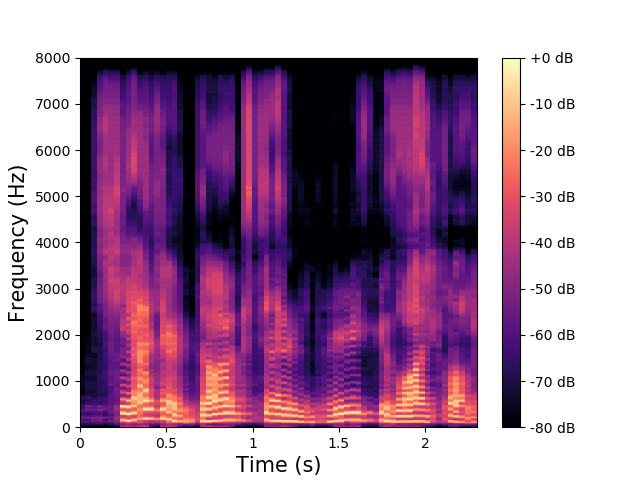 8000
7000
6000
5000
4000
3000
2000
1000
0
Frequency (Hz)
0
0.5
1
1.5
2
Time (s)
+0 dB
-10 dB
-20 dB
-30 dB
-40 dB
-50 dB
-60 dB
-70 dB
-80 dB